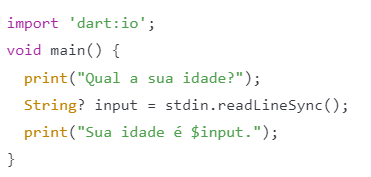 import 'dart:io';
void main() {
  print("Qual a sua idade?");
  String? input = stdin.readLineSync();
  print("Sua idade é $input.");
}